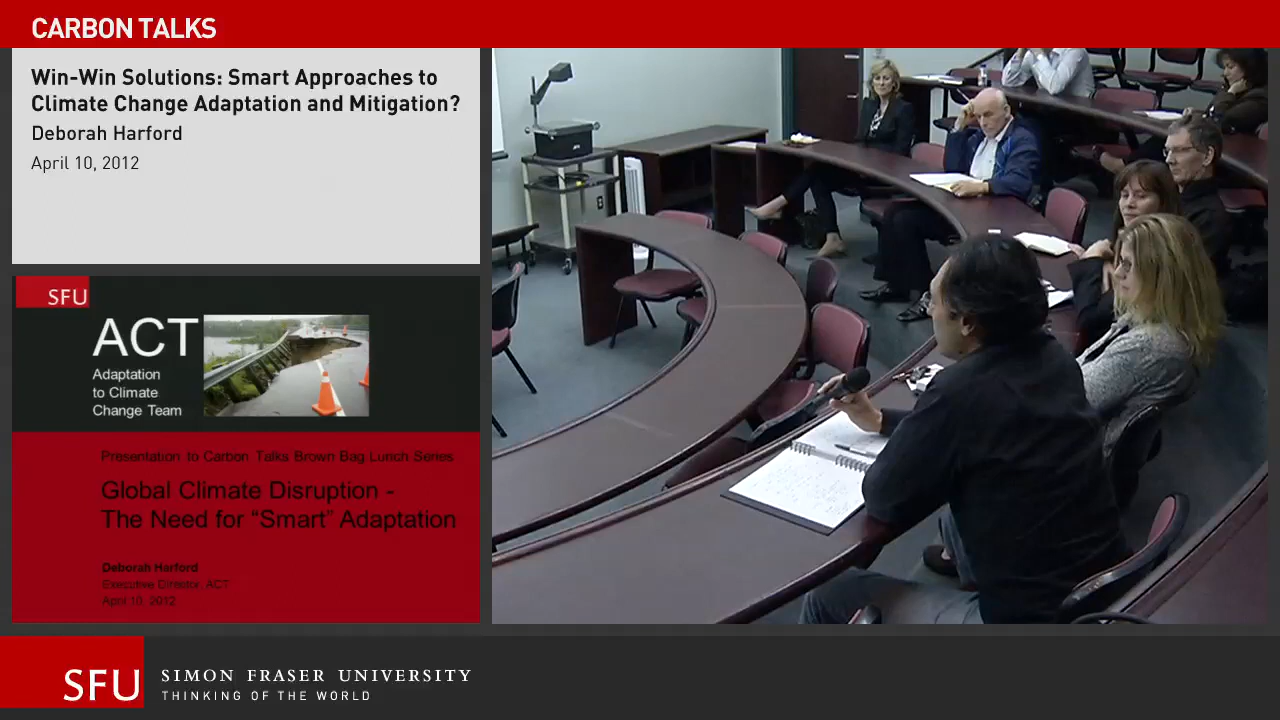 CARBON TALKS
Win-Win Solutions: Smart Approaches to
Climate Change Adaptation and Mitigation?
Deborah Harford
April 10, 2012
SFU
ACT
Adaptation
to Climate
Change Team
Presentation to Carbon Talks Brown Bag Lunch Series
Global Climate Disruption -
The Need for “Smart” Adaptation
Deborah Harford
Executive Director, ACT
April 10, 2012
SFU
SIMON FRASER UNIVERSITY
THINKING OF THE WORLD